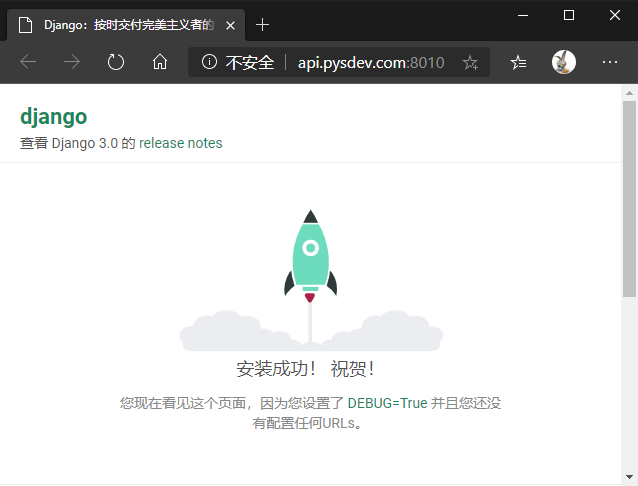 Django：按时交付完美主义者的
不安全 api.pysdev.com:8010
django
查看 Django 3.0 的 release notes
安装成功！ 祝贺！
您现在看见这个页面，因为您设置了 DEBUG=True 并且您还没
有配置任何URLs。